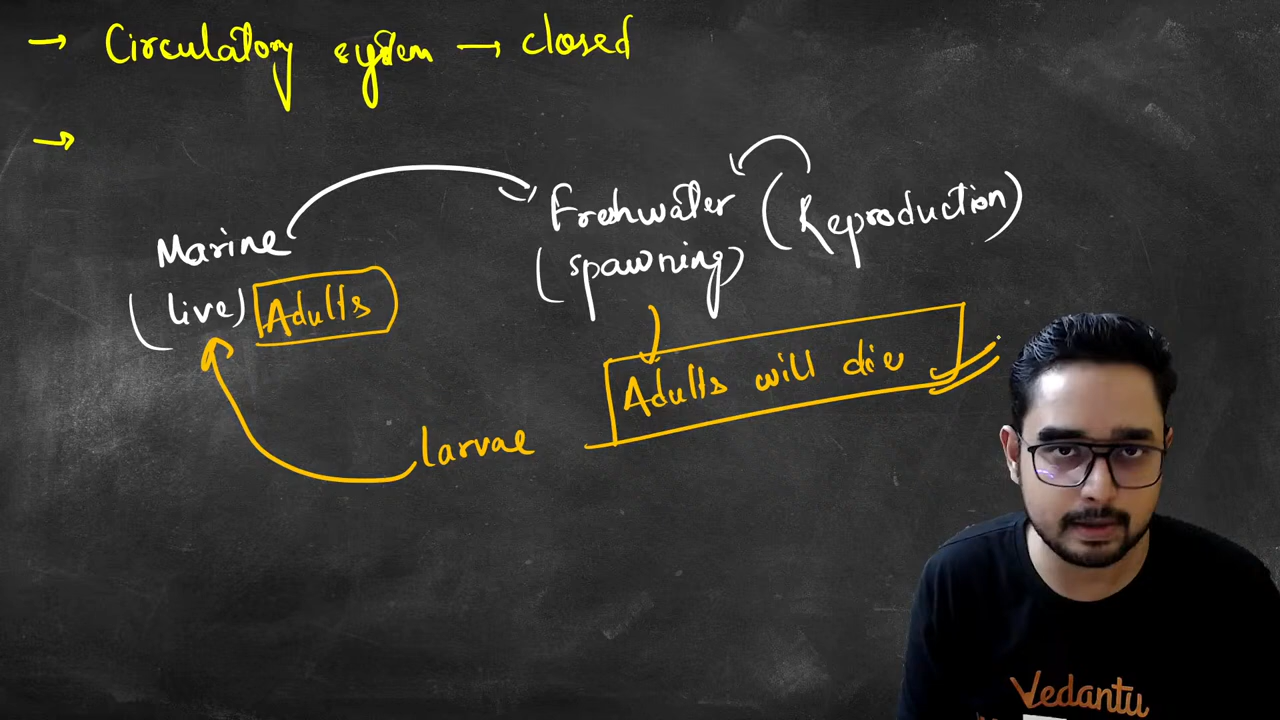 → Circulatory system → closed
→
Marine
(live) Adults
Freshwater (Reproduction)
(spawning)
Adults will die
larvae
Vedantu